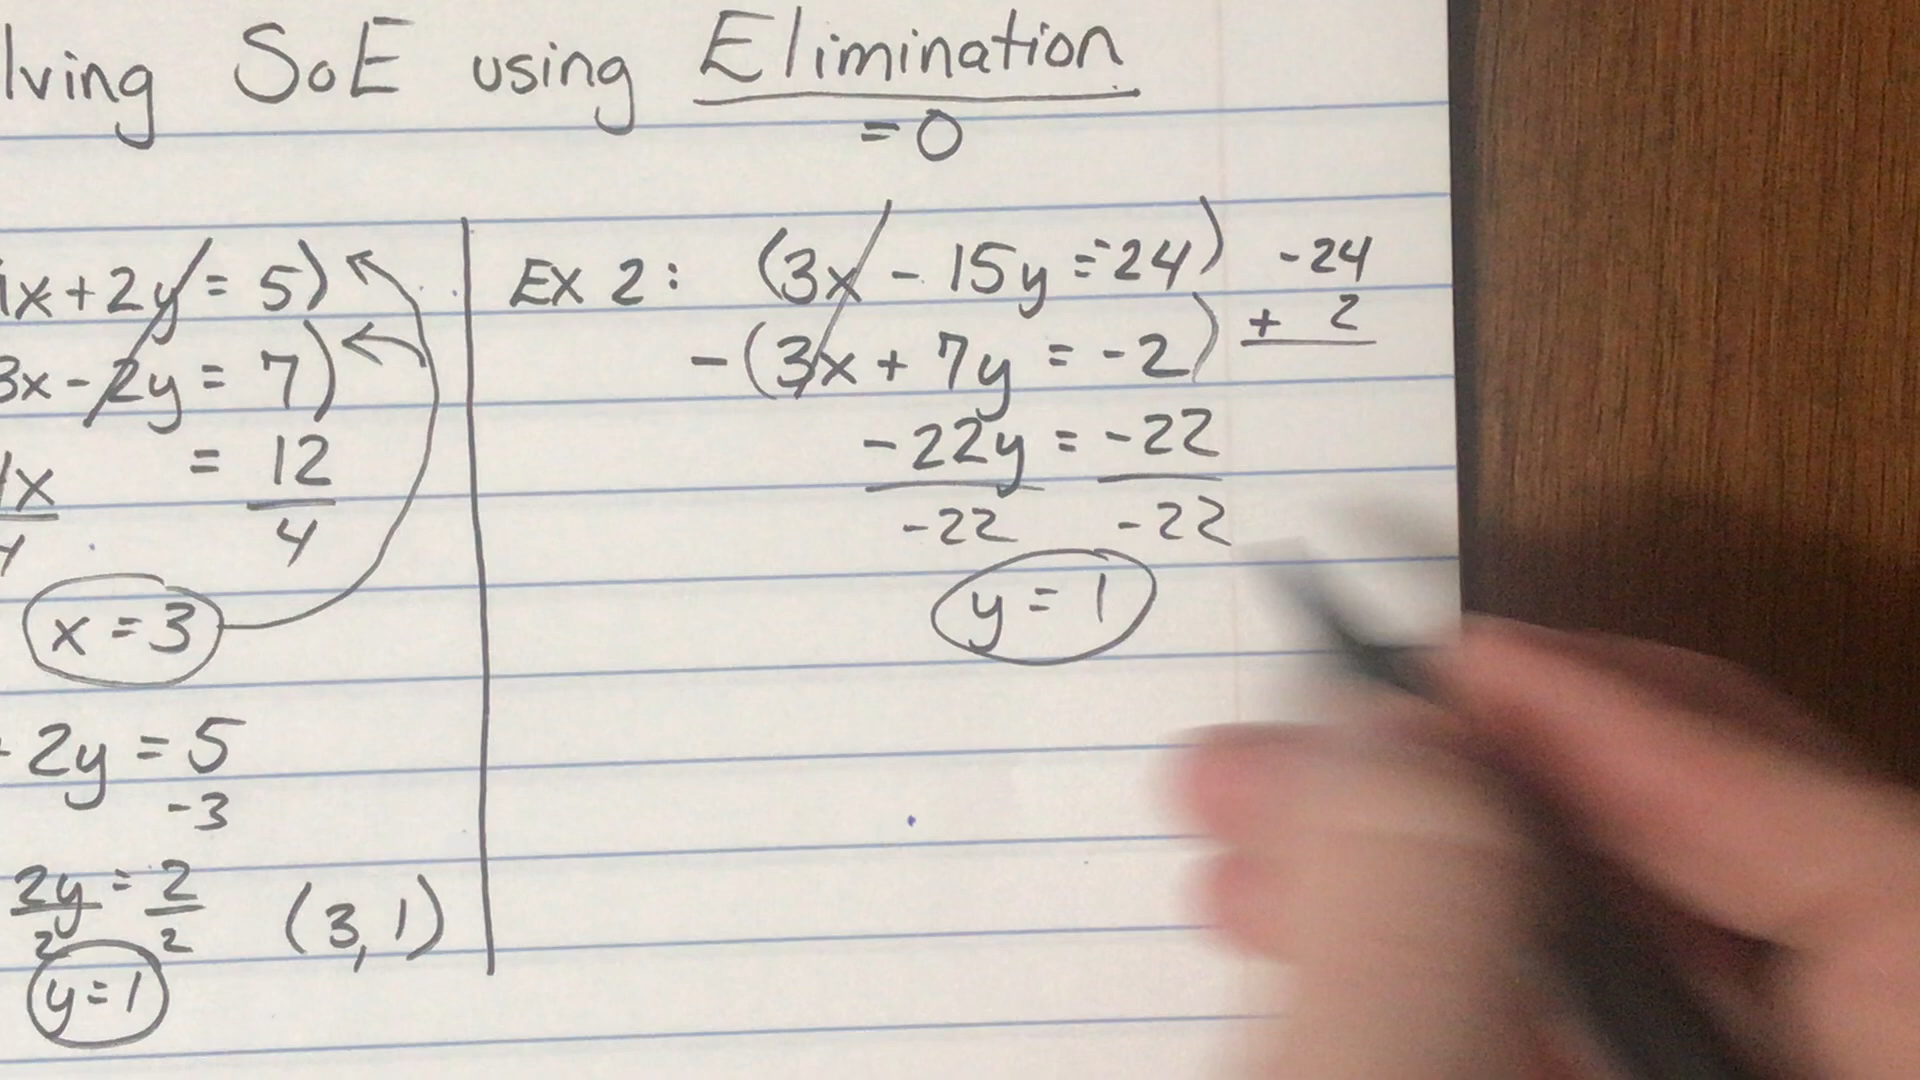 lving SoE using Elimination
= 0
1x + 2y = 5)
3x - 2y = 7)
= 12
4
x = 3
2y = 5
-3
2y = 2
2 2
y = 1
(3, 1)
EX 2: (3x - 15y = -24)
-(3x + 7y = -2)
-22y = -22
-22 -22
y = 1
-24
+ 2